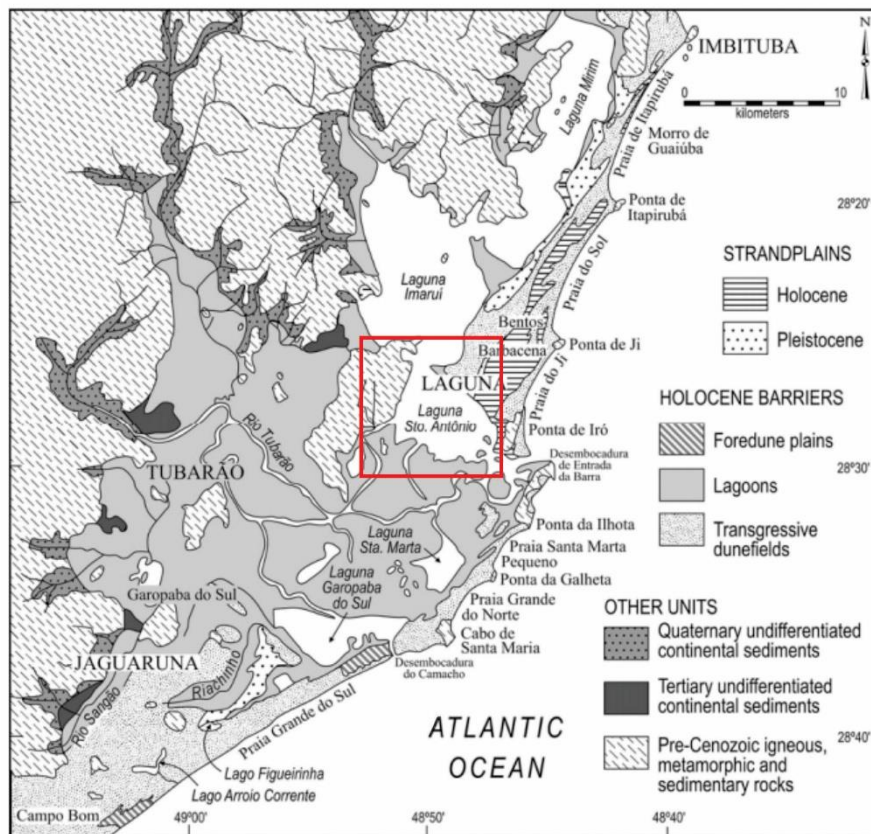 IMBITUBA
N
0
10
kilometers
Laguna Mirim
Praia de Itapirubá
Morro de
Guaiúba
Ponta de
Itapirubá
28°20'
Praia do Sol
Laguna
Imaruí
STRANDPLAINS
Holocene
Pleistocene
Bentos
Barbacena
Ponta de Ji
LAGUNA
Praia do Ji
Laguna
Sto. Antônio
Ponta de Iró
HOLOCENE BARRIERS
Foredune plains
Lagoons
Transgressive
dunefields
Desembocadura
de Entrada
da Barra
28°30'
Rio Tubarão
TUBARÃO
Ponta da Ilhota
Laguna
Sta. Marta
Praia Santa Marta
Pequeno
Ponta da Galheta
Laguna
Garopaba
do Sul
Garopaba do Sul
Praia Grande
do Norte
Cabo de
Santa Maria
Desembocadura
do Camacho
OTHER UNITS
Quaternary undifferentiated
continental sediments
Tertiary undifferentiated
continental sediments
Pre-Cenozoic igneous,
metamorphic and
sedimentary rocks
JAGUARUNA
Riachinho
Rio Sangão
Praia Grande do Sul
ATLANTIC
OCEAN
28°40'
Lago Figueirinha
Lago Arroio Corrente
Campo Bom
49°00'
48°50'
48°40'